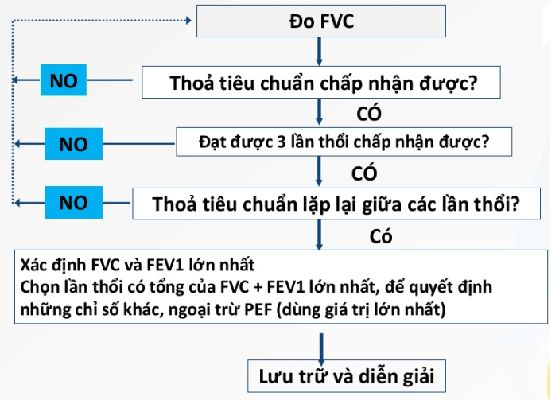 Đo FVC
NO
Thoả tiêu chuẩn chấp nhận được?
CÓ
NO
Đạt được 3 lần thổi chấp nhận được?
CÓ
NO
Thoả tiêu chuẩn lặp lại giữa các lần thổi?
Có
Xác định FVC và FEV1 lớn nhất
Chọn lần thổi có tổng của FVC + FEV1 lớn nhất, để quyết định
những chỉ số khác, ngoại trừ PEF (dùng giá trị lớn nhất)
Lưu trữ và diễn giải